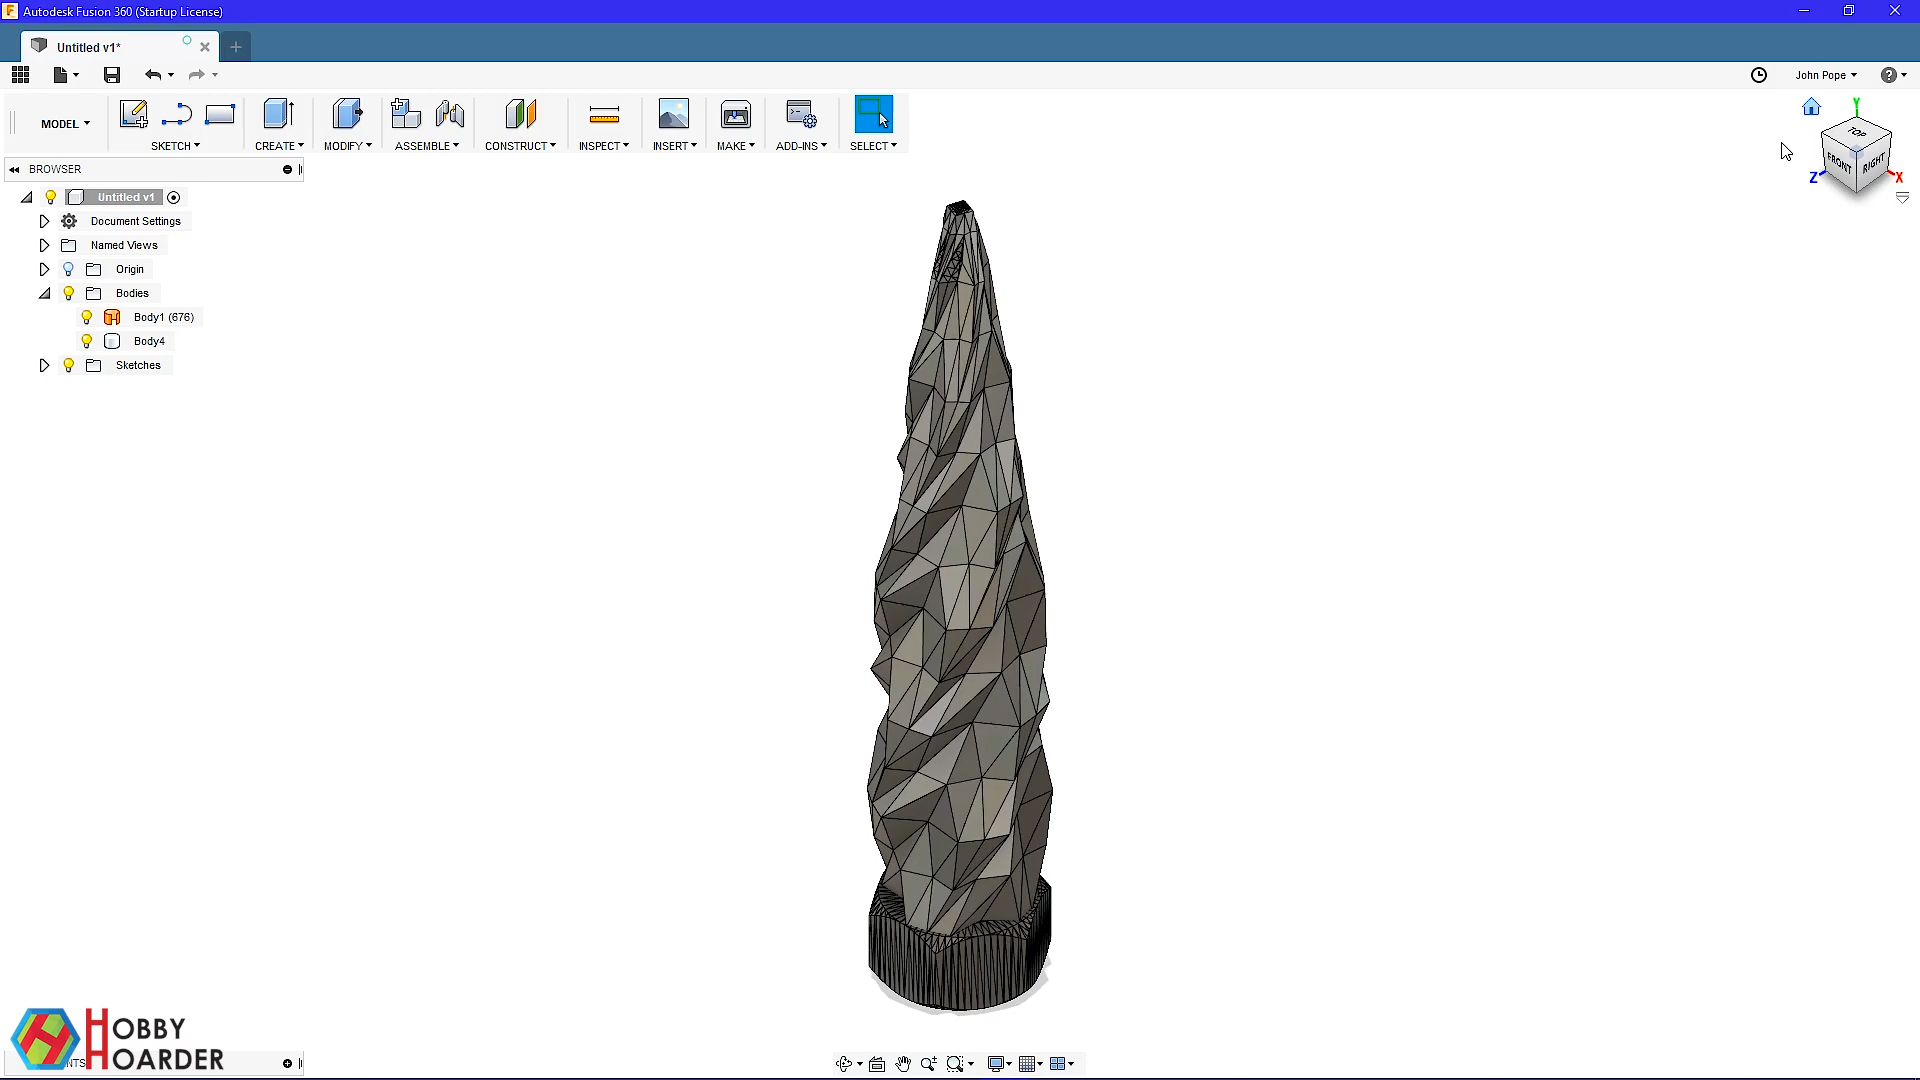 Autodesk Fusion 360 (Startup License)
Untitled v1*
John Pope
MODEL
SKETCH
CREATE
MODIFY
ASSEMBLE
CONSTRUCT
INSPECT
INSERT
MAKE
ADD-INS
SELECT
BROWSER
Untitled v1
Document Settings
Named Views
Origin
Bodies
Body1 (676)
Body4
Sketches
Y
TOP
FRONT
RIGHT
Z
X
HOBBY
HOARDER